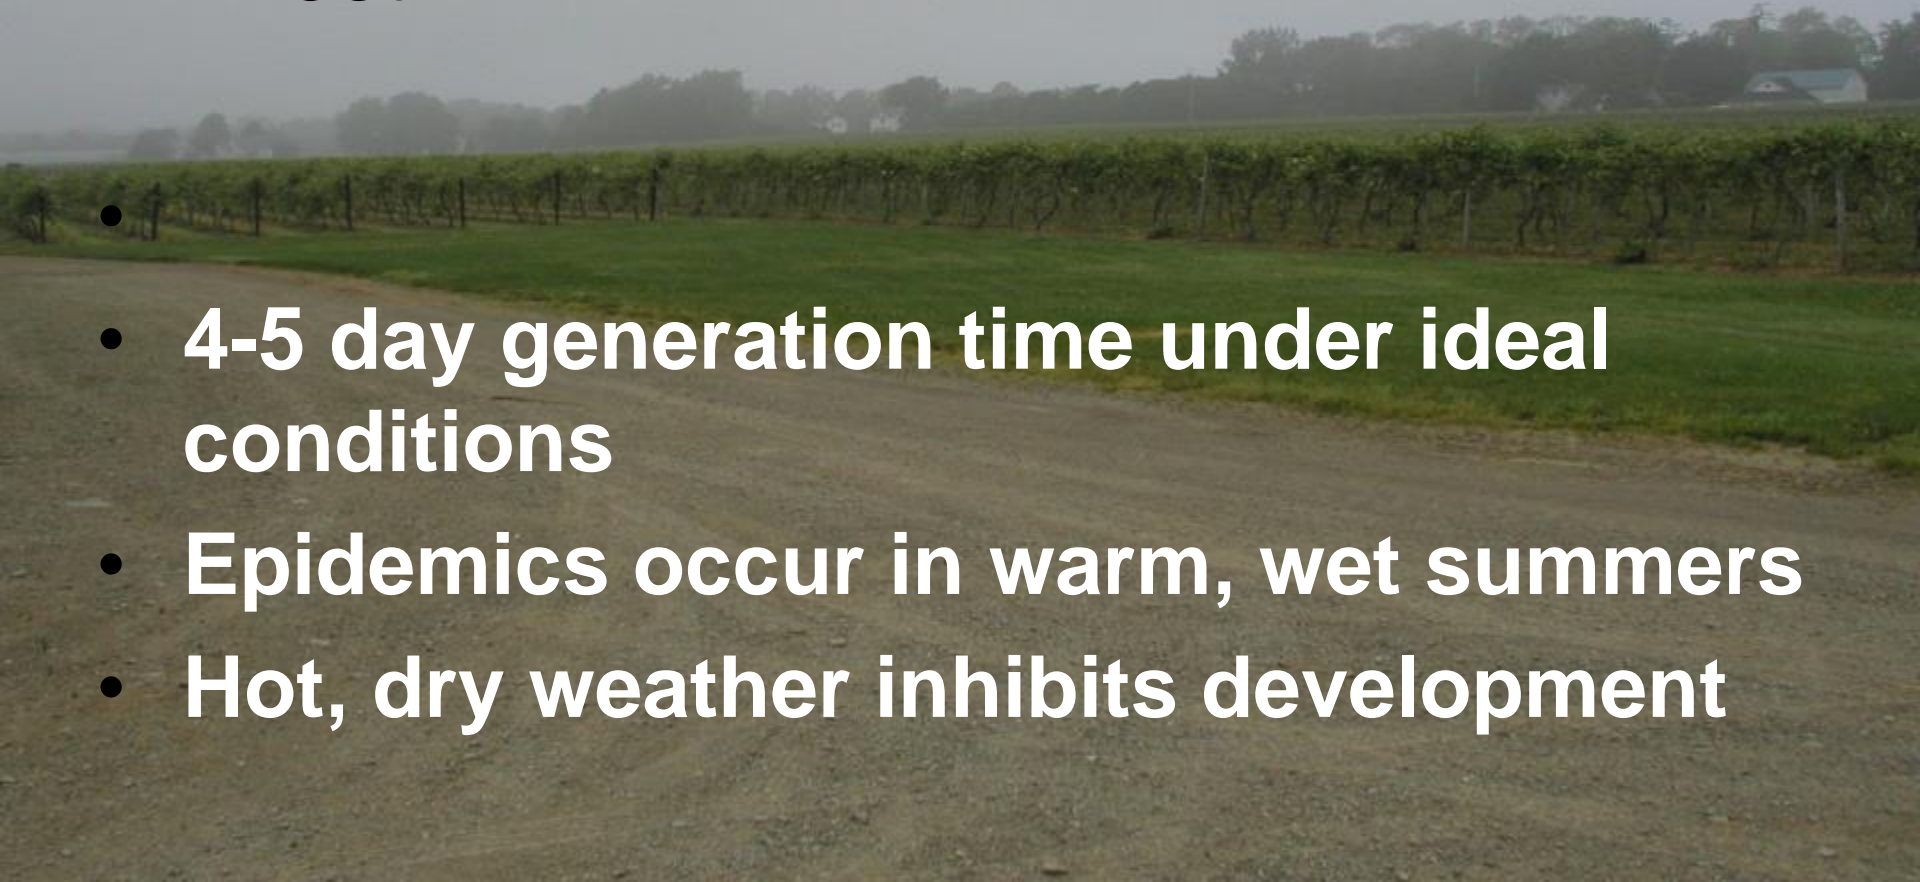 •
• 4-5 day generation time under ideal
conditions
• Epidemics occur in warm, wet summers
• Hot, dry weather inhibits development